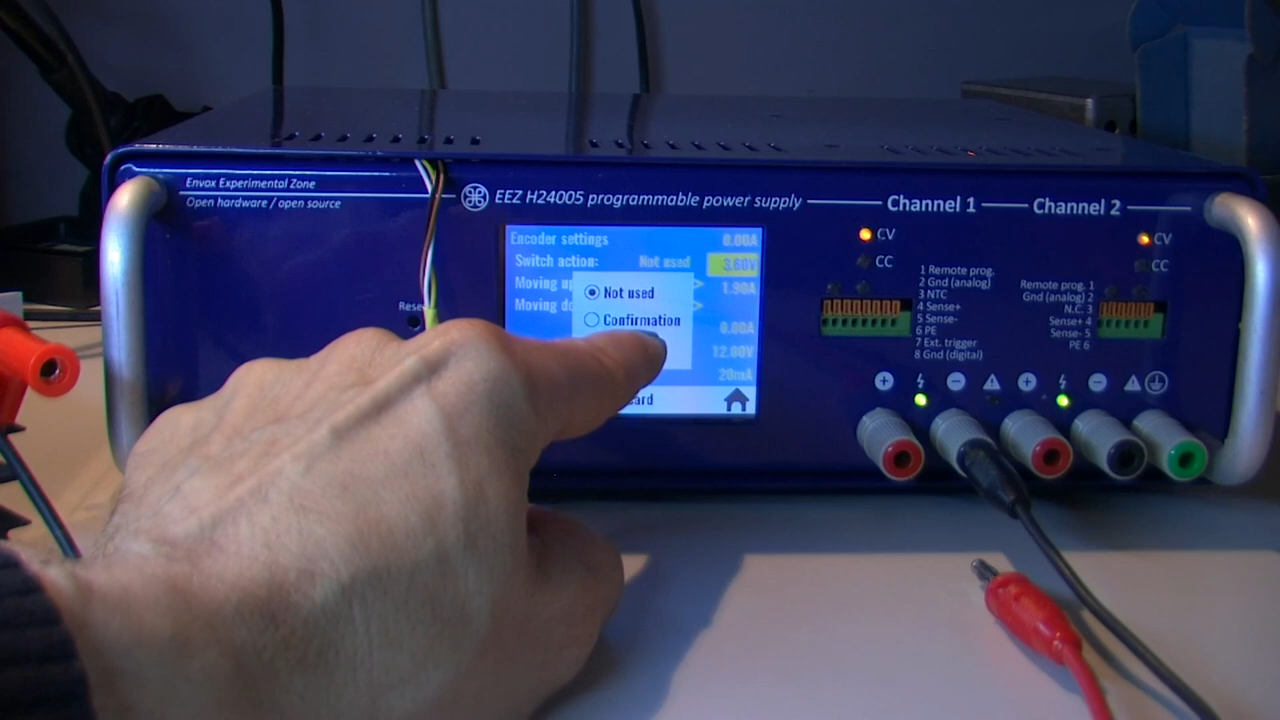 Envox Experimental Zone
Open hardware / open source
EEZ H24005 programmable power supply
Channel 1
Channel 2
CV
CC
CV
CC
Encoder settings
0.00A
Switch action:
Not used
3.60V
Moving
1.90A
Moving
Not used
Confirmation
0.00A
12.00V
20mA
1 Remote prog.
2 Gnd (analog)
3 NTC
4 Sense+
5 Sense-
6 PE
7 Ext. trigger
8 Gnd (digital)
Remote prog. 1
Gnd (analog) 2
N.C. 3
Sense+ 4
Sense- 5
PE 6